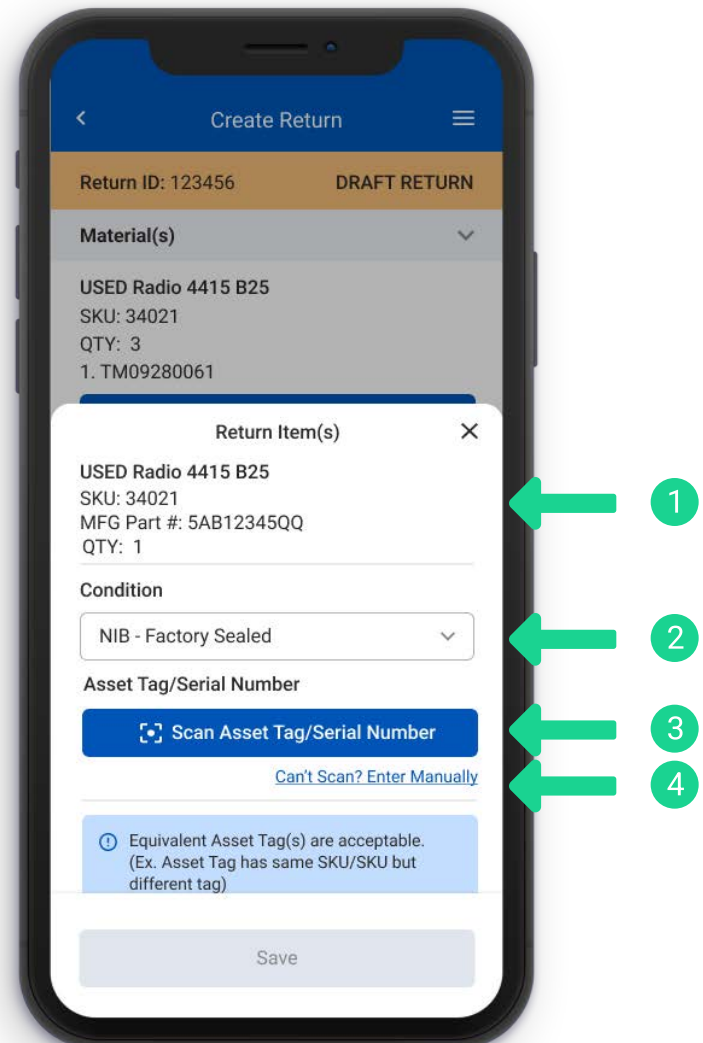 Create Return
Return ID: 123456 DRAFT RETURN
Material(s)
USED Radio 4415 B25
SKU: 34021
QTY: 3
1. TM09280061
Return Item(s)
USED Radio 4415 B25
SKU: 34021
MFG Part #: 5AB12345QQ
QTY: 1
1
Condition
NIB - Factory Sealed
2
Asset Tag/Serial Number
Scan Asset Tag/Serial Number
3
Can't Scan? Enter Manually
4
Equivalent Asset Tag(s) are acceptable.
(Ex. Asset Tag has same SKU/SKU but
different tag)
Save